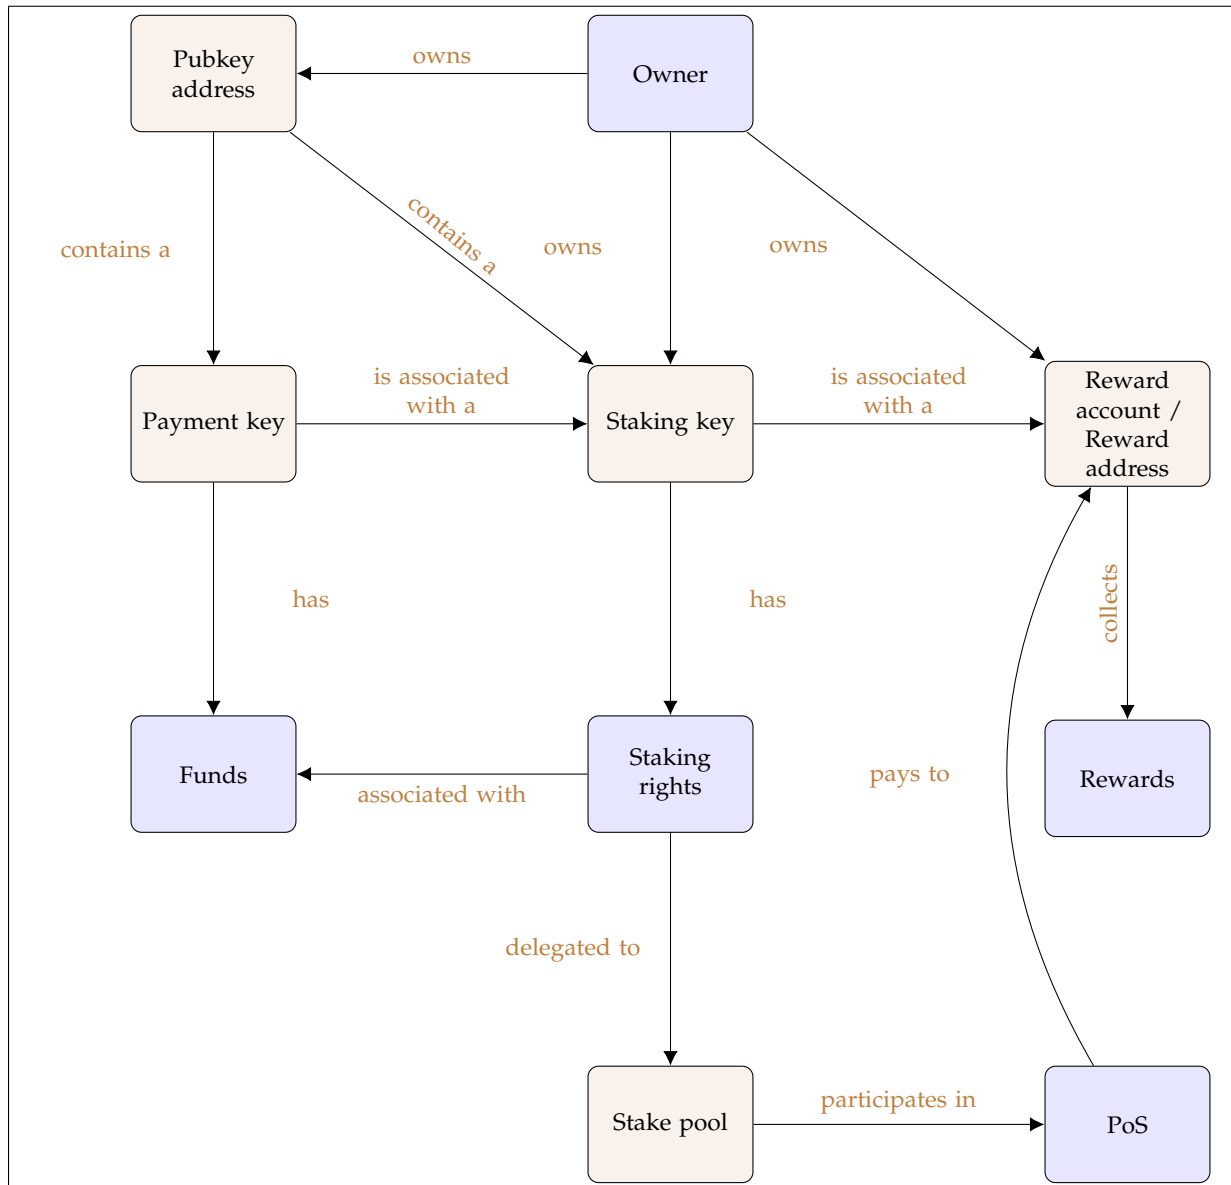 Pubkey
address
owns
Owner
contains a
contains a
owns
owns
Payment key
is associated
with a
Staking key
is associated
with a
Reward
account /
Reward
address
has
has
collects
Funds
associated with
Staking
rights
pays to
Rewards
delegated to
Stake pool
participates in
PoS